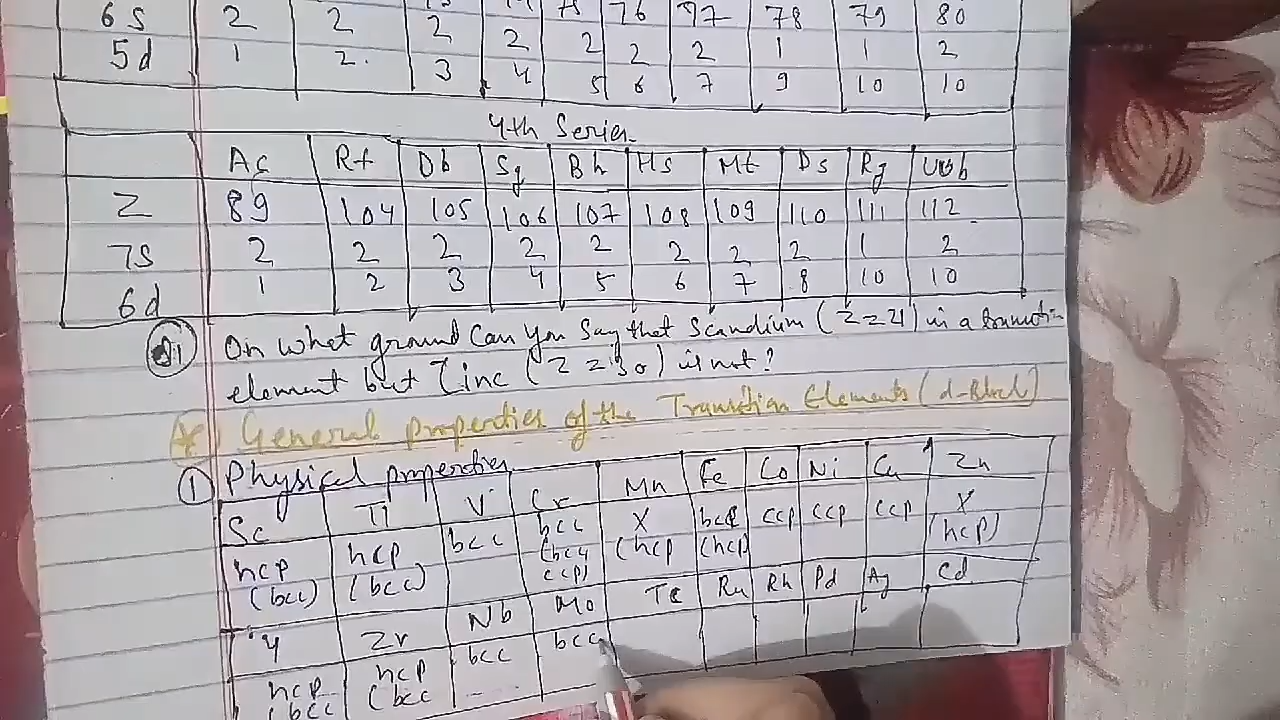 6s 2 2 2 2 2 2 2 1 1 2
76 77 78 79 80
5d 1 2. 3 4 5 6 7 9 10 10
4th Series
Ac Rf Db Sg Bh Hs Mt Ds Rg Uub
Z 89 104 105 106 107 108 109 110 111 112
7s 2 2 2 2 2 2 2 2 1 2
6d 1 2 3 4 5 6 7 8 10 10
Q1 On what ground can you say that Scandium (Z=21) is a transition
element but Zinc (Z=30) is not?
General properties of the Transition Elements (d-Block)
① Physical properties
Sc Ti V Cr Mn Fe Co Ni Cu Zn
hcp hcp bcc bcc X bcc ccp ccp ccp X
(bcc) (bcc) (bcc, ccp) (hcp (hcp) (hcp)
Y Zr Nb Mo Tc Ru Rh Pd Ag Cd
hcp hcp bcc bcc
(bcc (bcc